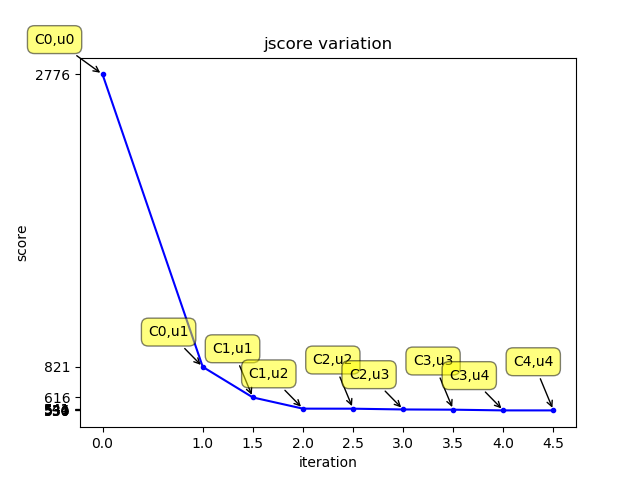 jscore variation
C0,u0
2776
score
C0,u1
C1,u1
C1,u2
C2,u2
C2,u3
C3,u3
C3,u4
C4,u4
821
616
0.0 1.0 1.5 2.0 2.5 3.0 3.5 4.0 4.5
iteration